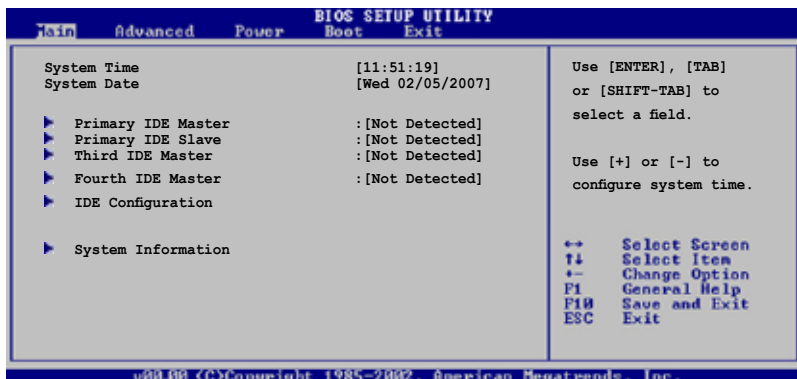 BIOS SETUP UTILITY
Main Advanced Power Boot Exit
System Time [11:51:19]
System Date [Wed 02/05/2007]
Primary IDE Master :[Not Detected]
Primary IDE Slave :[Not Detected]
Third IDE Master :[Not Detected]
Fourth IDE Master :[Not Detected]
IDE Configuration
System Information
Use [ENTER], [TAB]
or [SHIFT-TAB] to
select a field.
Use [+] or [-] to
configure system time.
↔ Select Screen
↑↓ Select Item
+- Change Option
F1 General Help
F10 Save and Exit
ESC Exit
v00.00 (C)Copyright 1985-2002, American Megatrends, Inc.